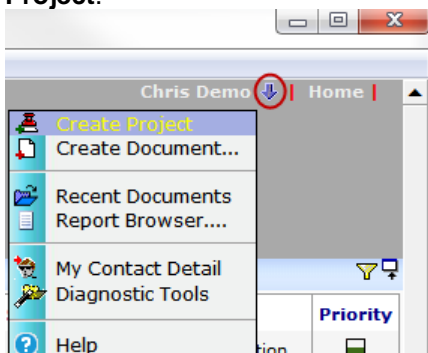 Project.
Chris Demo | Home |
Create Project
Create Document...
Recent Documents
Report Browser....
My Contact Detail
Diagnostic Tools
Priority
Help
tion